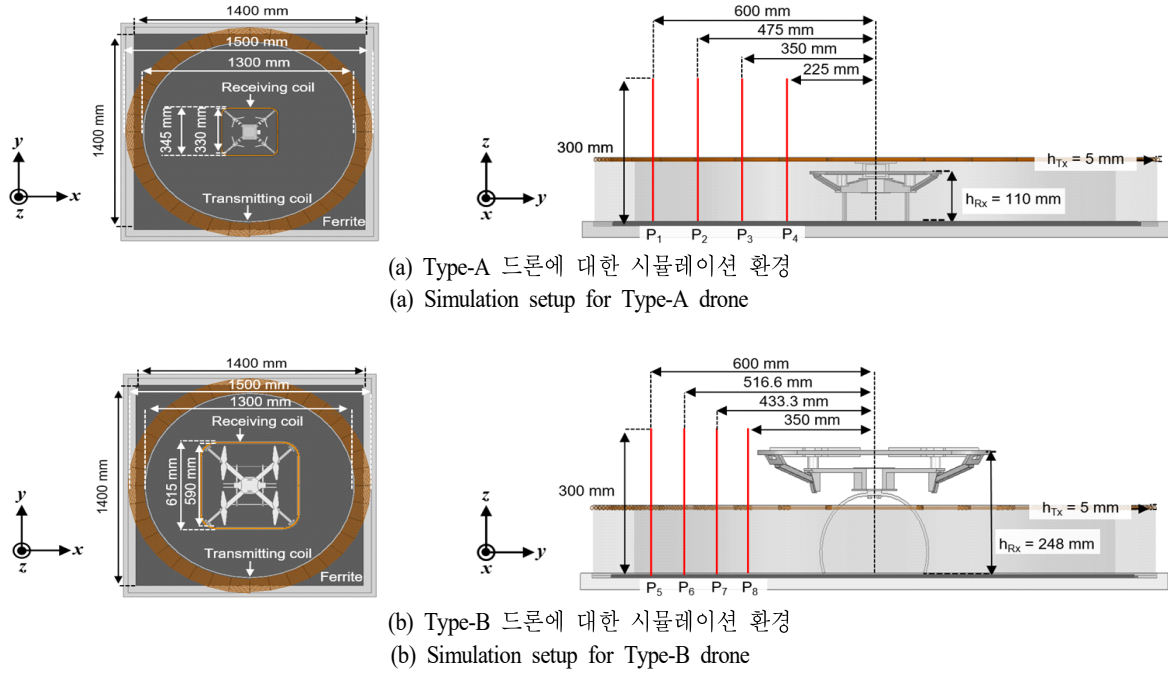 1400 mm
1500 mm
1300 mm
Receiving coil
1400 mm
345 mm
330 mm
Transmitting coil
Ferrite
y
z
x
600 mm
475 mm
350 mm
225 mm
300 mm
hTx = 5 mm
hRx = 110 mm
z
x
y
P1 P2 P3 P4
(a) Type-A 드론에 대한 시뮬레이션 환경
(a) Simulation setup for Type-A drone
1400 mm
1500 mm
1300 mm
Receiving coil
1400 mm
615 mm
590 mm
Transmitting coil
Ferrite
y
z
x
600 mm
516.6 mm
433.3 mm
350 mm
300 mm
hTx = 5 mm
hRx = 248 mm
z
x
y
P5 P6 P7 P8
(b) Type-B 드론에 대한 시뮬레이션 환경
(b) Simulation setup for Type-B drone